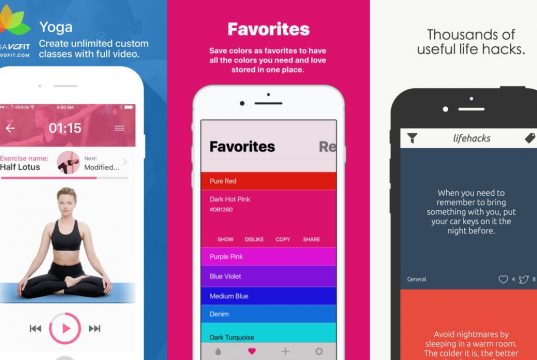 Yoga
Create unlimited custom
classes with full video.
VGFIT
VGFIT.COM
T-Mobile
01:15
Exercise name:
Half Lotus
Next:
Modified...
Favorites
Save colors as favorites to have
all the colors you need and love
stored in one place.
Favorites
Re
Pure Red
Dark Hot Pink
#DB126D
SHOW DISLIKE COPY SHARE
Purple Pink
Blue Violet
Medium Blue
Denim
Dark Turquoise
Thousands of
useful life hacks.
lifehacks
When you need to
remember to bring
something with you, put
your car keys on it the
night before.
General
4
8
Avoid nightmares by
sleeping in a warm room.
The colder it is, the better